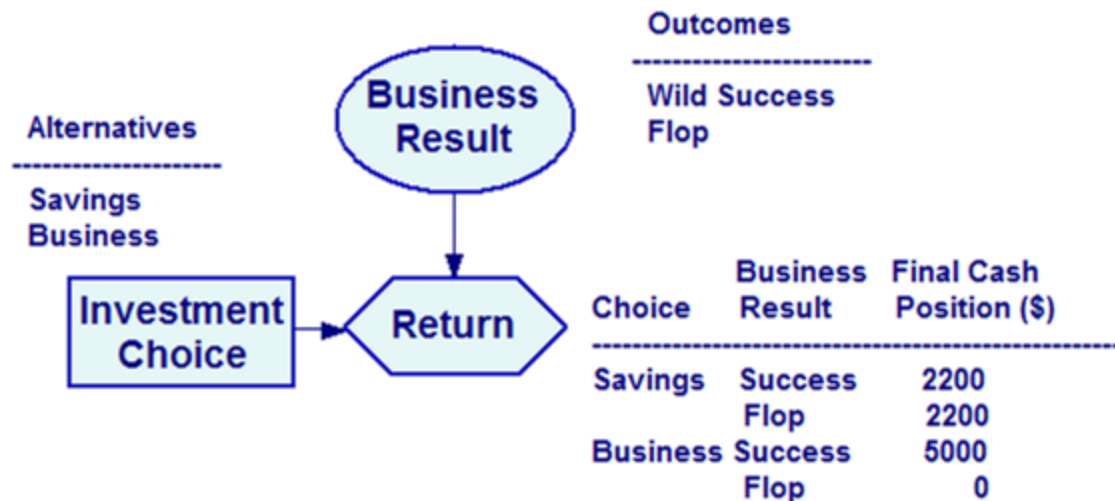 Outcomes
------------------------
Wild Success
Flop
Business
Result
Alternatives
---------------------
Savings
Business
Investment
Choice
Return
Business Final Cash
Choice Result Position ($)
-----------------------------------------------------
Savings Success 2200
Flop 2200
Business Success 5000
Flop 0